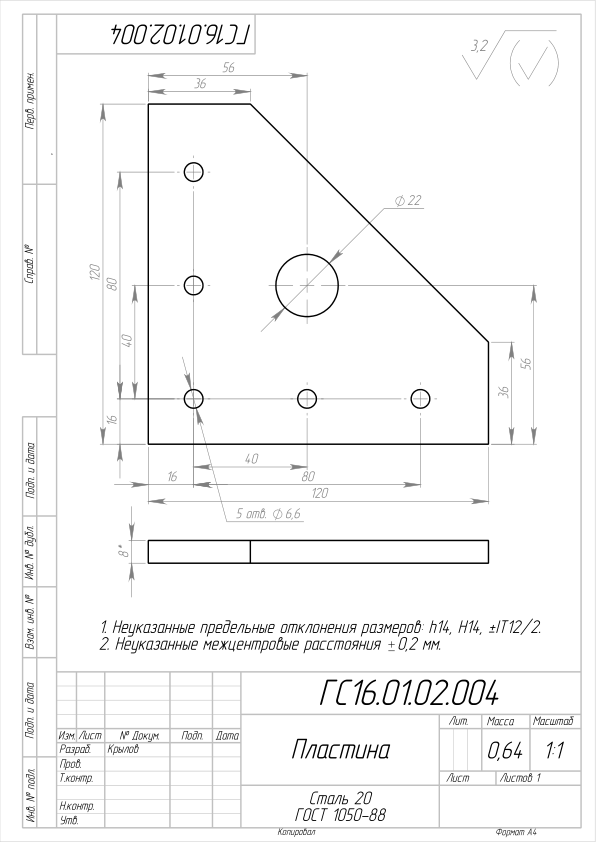 ГС16.01.02.004
3,2
56
36
Перв. примен.
Справ. №
⌀22
120
80
40
16
56
36
16
40
80
120
5 отв. ⌀6,6
8*
Подп. и дата
Инв. № дубл.
Взам. инв. №
Подп. и дата
Инв. № подл.
1. Неуказанные предельные отклонения размеров: h14, H14, ±IT12/2.
2. Неуказанные межцентровые расстояния ±0,2 мм.
ГС16.01.02.004
Изм. Лист № Докум. Подп. Дата
Разраб. Крылов
Пров.
Т.контр.
Н.контр.
Утв.
Пластина
Лит. Масса Масштаб
0,64 1:1
Лист Листов 1
Сталь 20
ГОСТ 1050-88
Копировал Формат А4